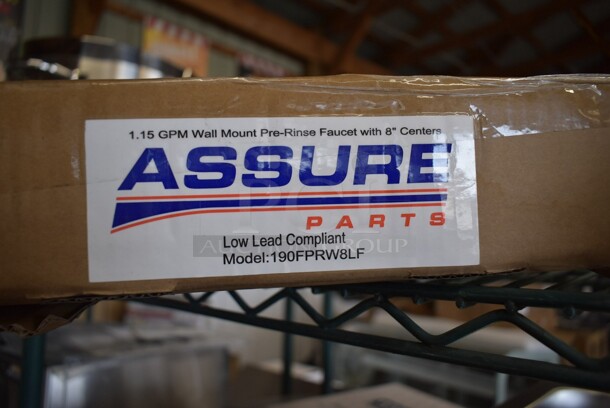 1.15 GPM Wall Mount Pre-Rinse Faucet with 8" Centers
ASSURE
PARTS
Low Lead Compliant
Model:190FPRW8LF